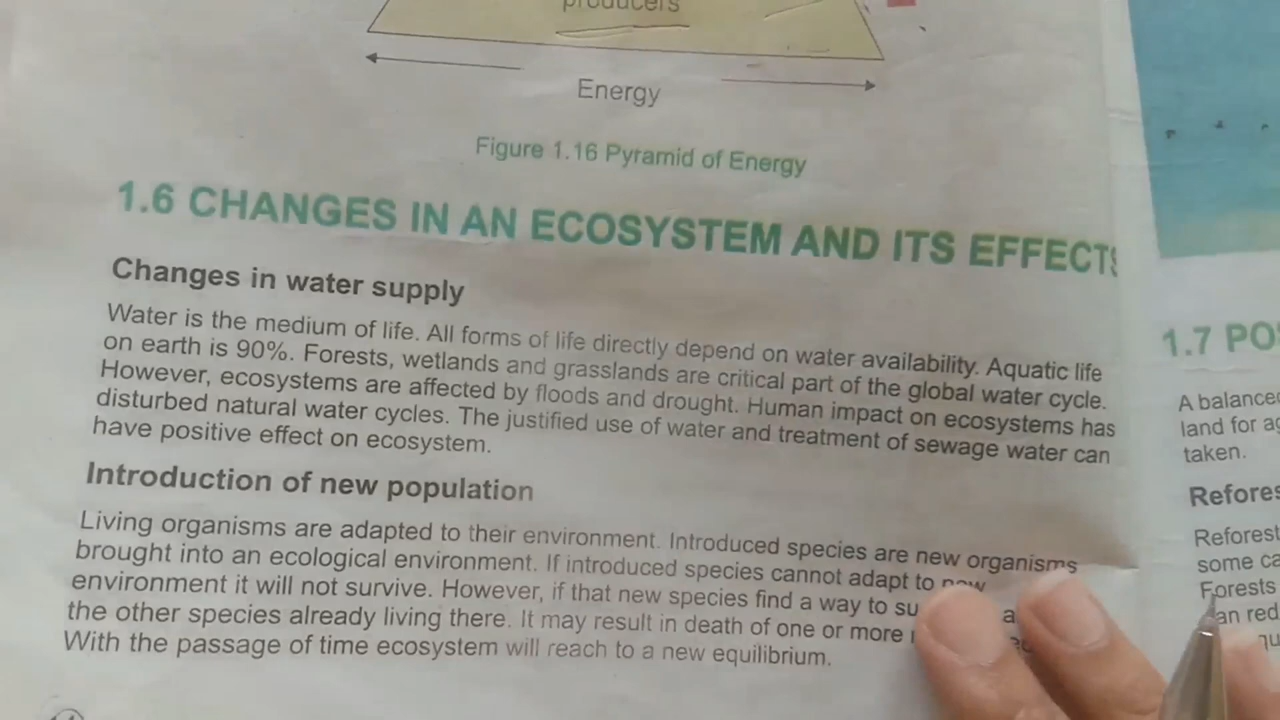 producers
Energy
Figure 1.16 Pyramid of Energy
1.6 CHANGES IN AN ECOSYSTEM AND ITS EFFECTS
Changes in water supply
Water is the medium of life. All forms of life directly depend on water availability. Aquatic life
on earth is 90%. Forests, wetlands and grasslands are critical part of the global water cycle.
However, ecosystems are affected by floods and drought. Human impact on ecosystems has
disturbed natural water cycles. The justified use of water and treatment of sewage water can
have positive effect on ecosystem.
Introduction of new population
Living organisms are adapted to their environment. Introduced species are new organisms
brought into an ecological environment. If introduced species cannot adapt to new
environment it will not survive. However, if that new species find a way to su
the other species already living there. It may result in death of one or more
With the passage of time ecosystem will reach to a new equilibrium.
1.7 PO
A balance
land for ag
taken.
Refores
Reforest
some ca
Forests
an red